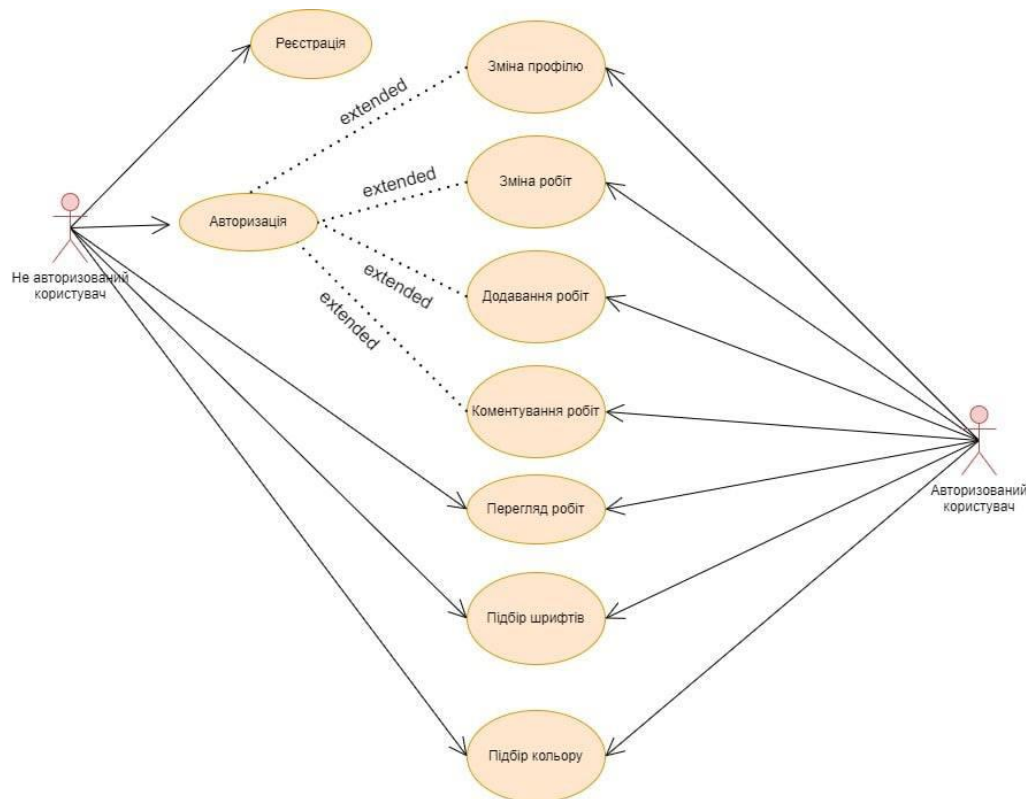 Реєстрація
Зміна профілю
extended
Зміна робіт
extended
Авторизація
Не авторизований
користувач
extended
Додавання робіт
extended
Коментування робіт
Авторизований
користувач
Перегляд робіт
Підбір шрифтів
Підбір кольору